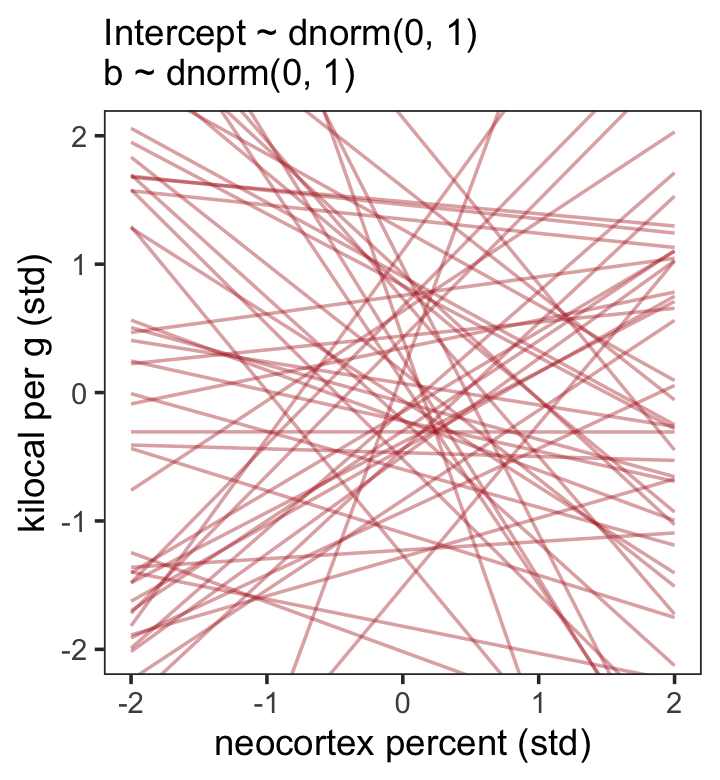 Intercept ~ dnorm(0, 1)
b ~ dnorm(0, 1)
2
1
0
-1
-2
kilocal per g (std)
-2 -1 0 1 2
neocortex percent (std)